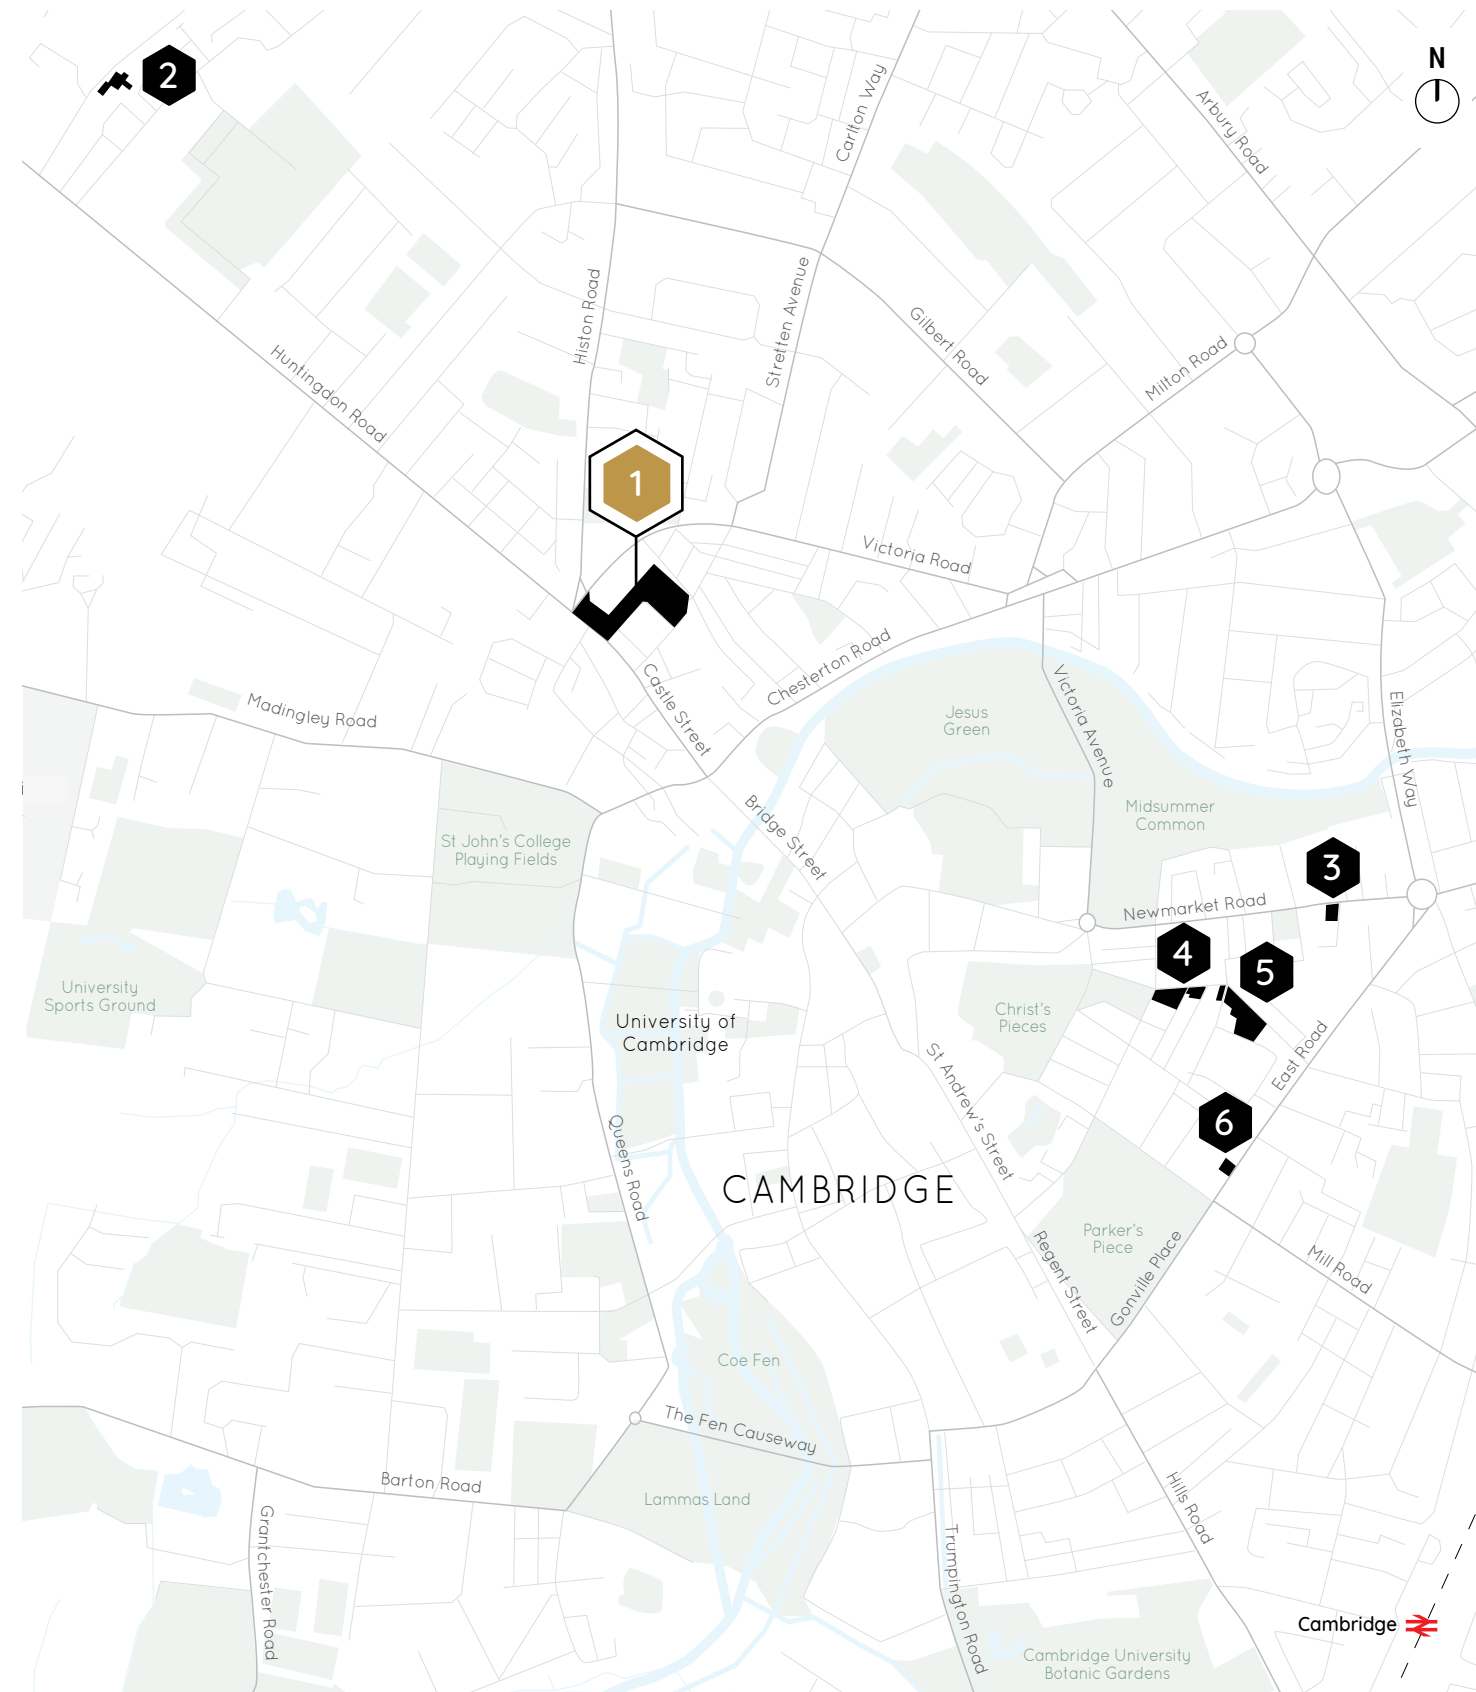 N
2
Carlton Way
Arbury Road
Histon Road
Stretten Avenue
Gilbert Road
Milton Road
Huntingdon Road
1
Victoria Road
Chesterton Road
Castle Street
Madingley Road
Victoria Avenue
Elizabeth Way
Jesus
Green
Midsummer
Common
Bridge Street
St John's College
Playing Fields
3
Newmarket Road
4
5
University
Sports Ground
Christ's
Pieces
University of
Cambridge
St Andrew's Street
East Road
6
Queens Road
CAMBRIDGE
Parker's
Piece
Regent Street
Gonville Place
Mill Road
Coe Fen
The Fen Causeway
Barton Road
Lammas Land
Hills Road
Grantchester Road
Trumpington Road
Cambridge
Cambridge University
Botanic Gardens